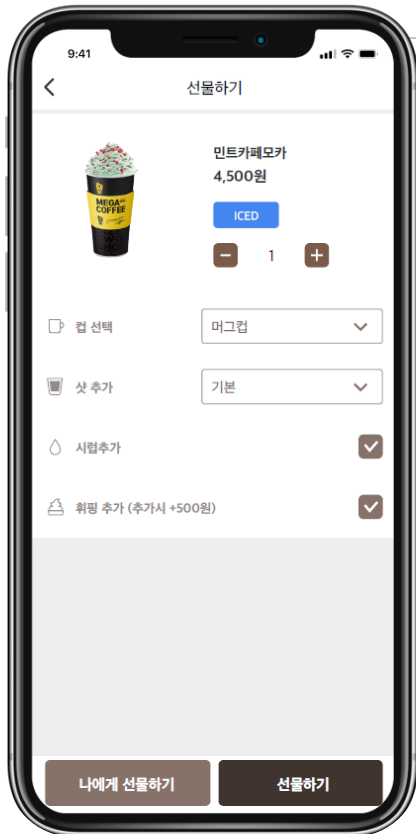 9:41
선물하기
민트카페모카
4,500원
MEGA
COFFEE
ICED
1
컵 선택
머그컵
샷 추가
기본
시럽추가
휘핑 추가 (추가시 +500원)
나에게 선물하기
선물하기